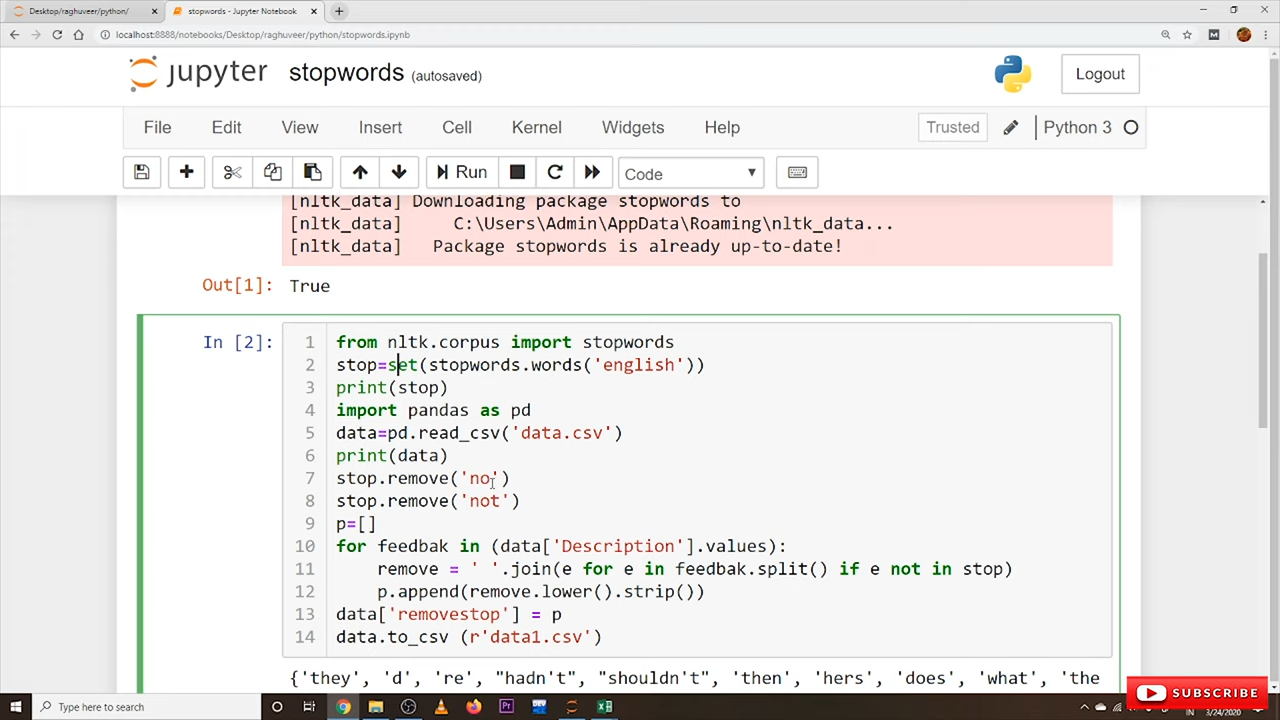 Desktop/raghuveer/python/
stopwords - Jupyter Notebook
localhost:8888/notebooks/Desktop/raghuveer/python/stopwords.ipynb
jupyter stopwords (autosaved)
Logout
File Edit View Insert Cell Kernel Widgets Help Trusted Python 3
Run Code
[nltk_data] Downloading package stopwords to
[nltk_data]     C:\Users\Admin\AppData\Roaming\nltk_data...
[nltk_data]   Package stopwords is already up-to-date!
Out[1]: True
In [2]:
1 from nltk.corpus import stopwords
2 stop=set(stopwords.words('english'))
3 print(stop)
4 import pandas as pd
5 data=pd.read_csv('data.csv')
6 print(data)
7 stop.remove('no')
8 stop.remove('not')
9 p=[]
10 for feedbak in (data['Description'].values):
11     remove = ' '.join(e for e in feedbak.split() if e not in stop)
12     p.append(remove.lower().strip())
13 data['removestop'] = p
14 data.to_csv (r'data1.csv')
{'they', 'd', 're', "hadn't", "shouldn't", 'then', 'hers', 'does', 'what', 'the
SUBSCRIBE
Type here to search
IN 3/24/2020